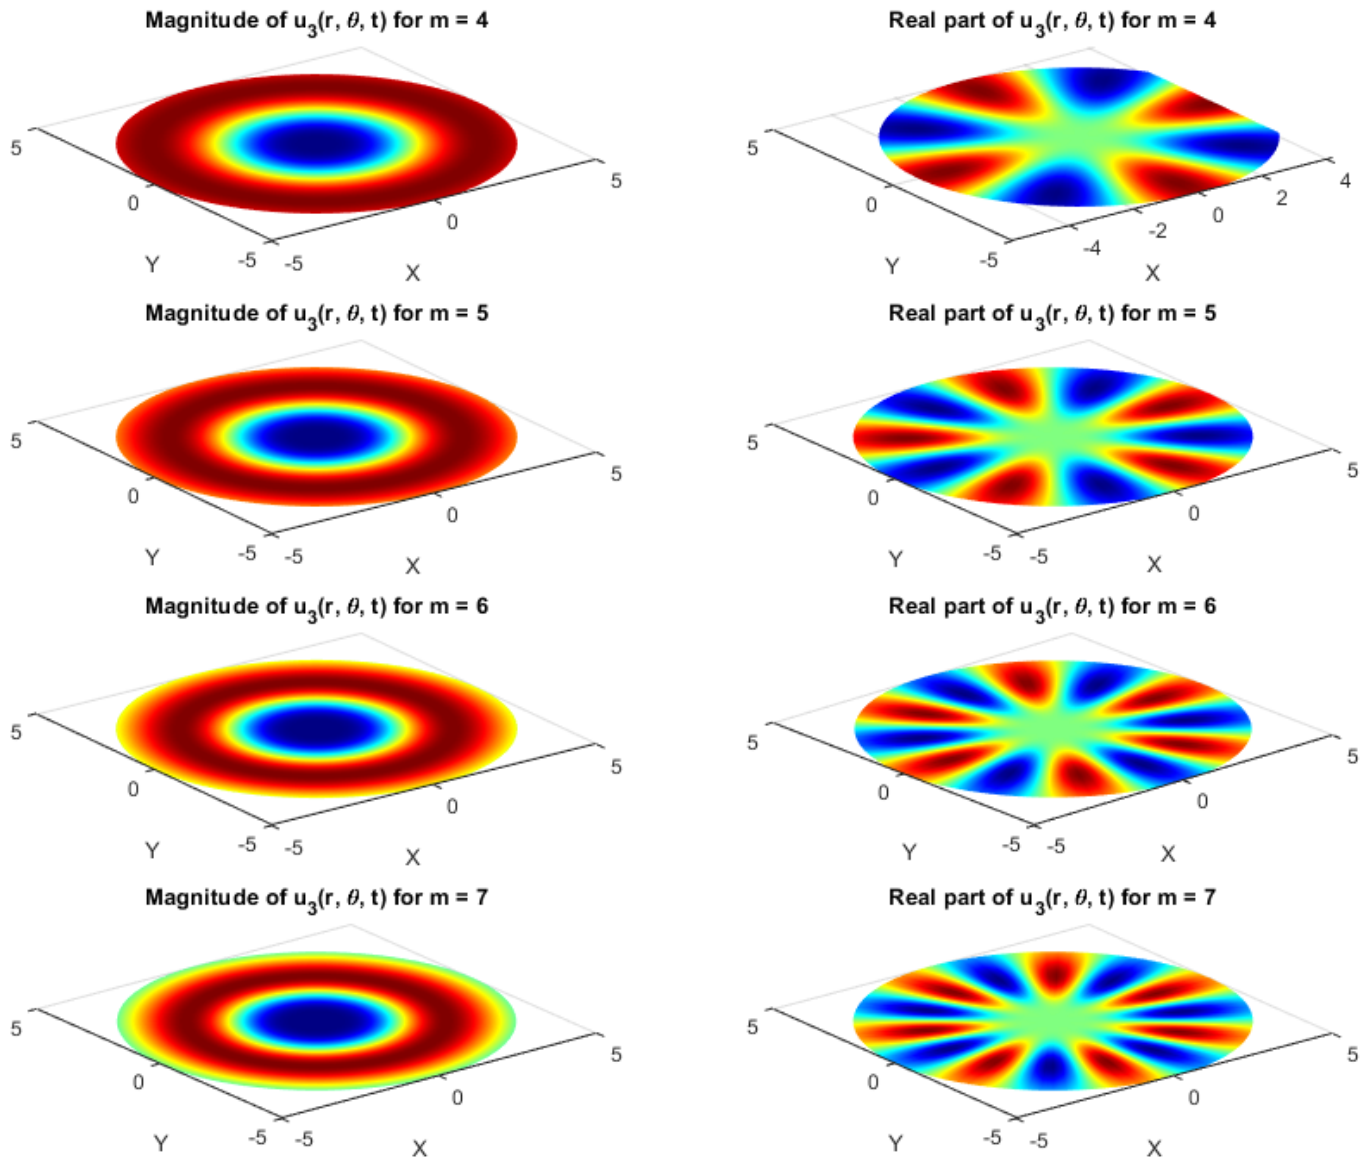 Magnitude of u3(r, θ, t) for m = 4
5
0
-5
-5
0
5
Y
X
Real part of u3(r, θ, t) for m = 4
5
0
-5
-4
-2
0
2
4
Y
X
Magnitude of u3(r, θ, t) for m = 5
5
0
-5
-5
0
5
Y
X
Real part of u3(r, θ, t) for m = 5
5
0
-5
-5
0
5
Y
X
Magnitude of u3(r, θ, t) for m = 6
5
0
-5
-5
0
5
Y
X
Real part of u3(r, θ, t) for m = 6
5
0
-5
-5
0
5
Y
X
Magnitude of u3(r, θ, t) for m = 7
5
0
-5
-5
0
5
Y
X
Real part of u3(r, θ, t) for m = 7
5
0
-5
-5
0
5
Y
X